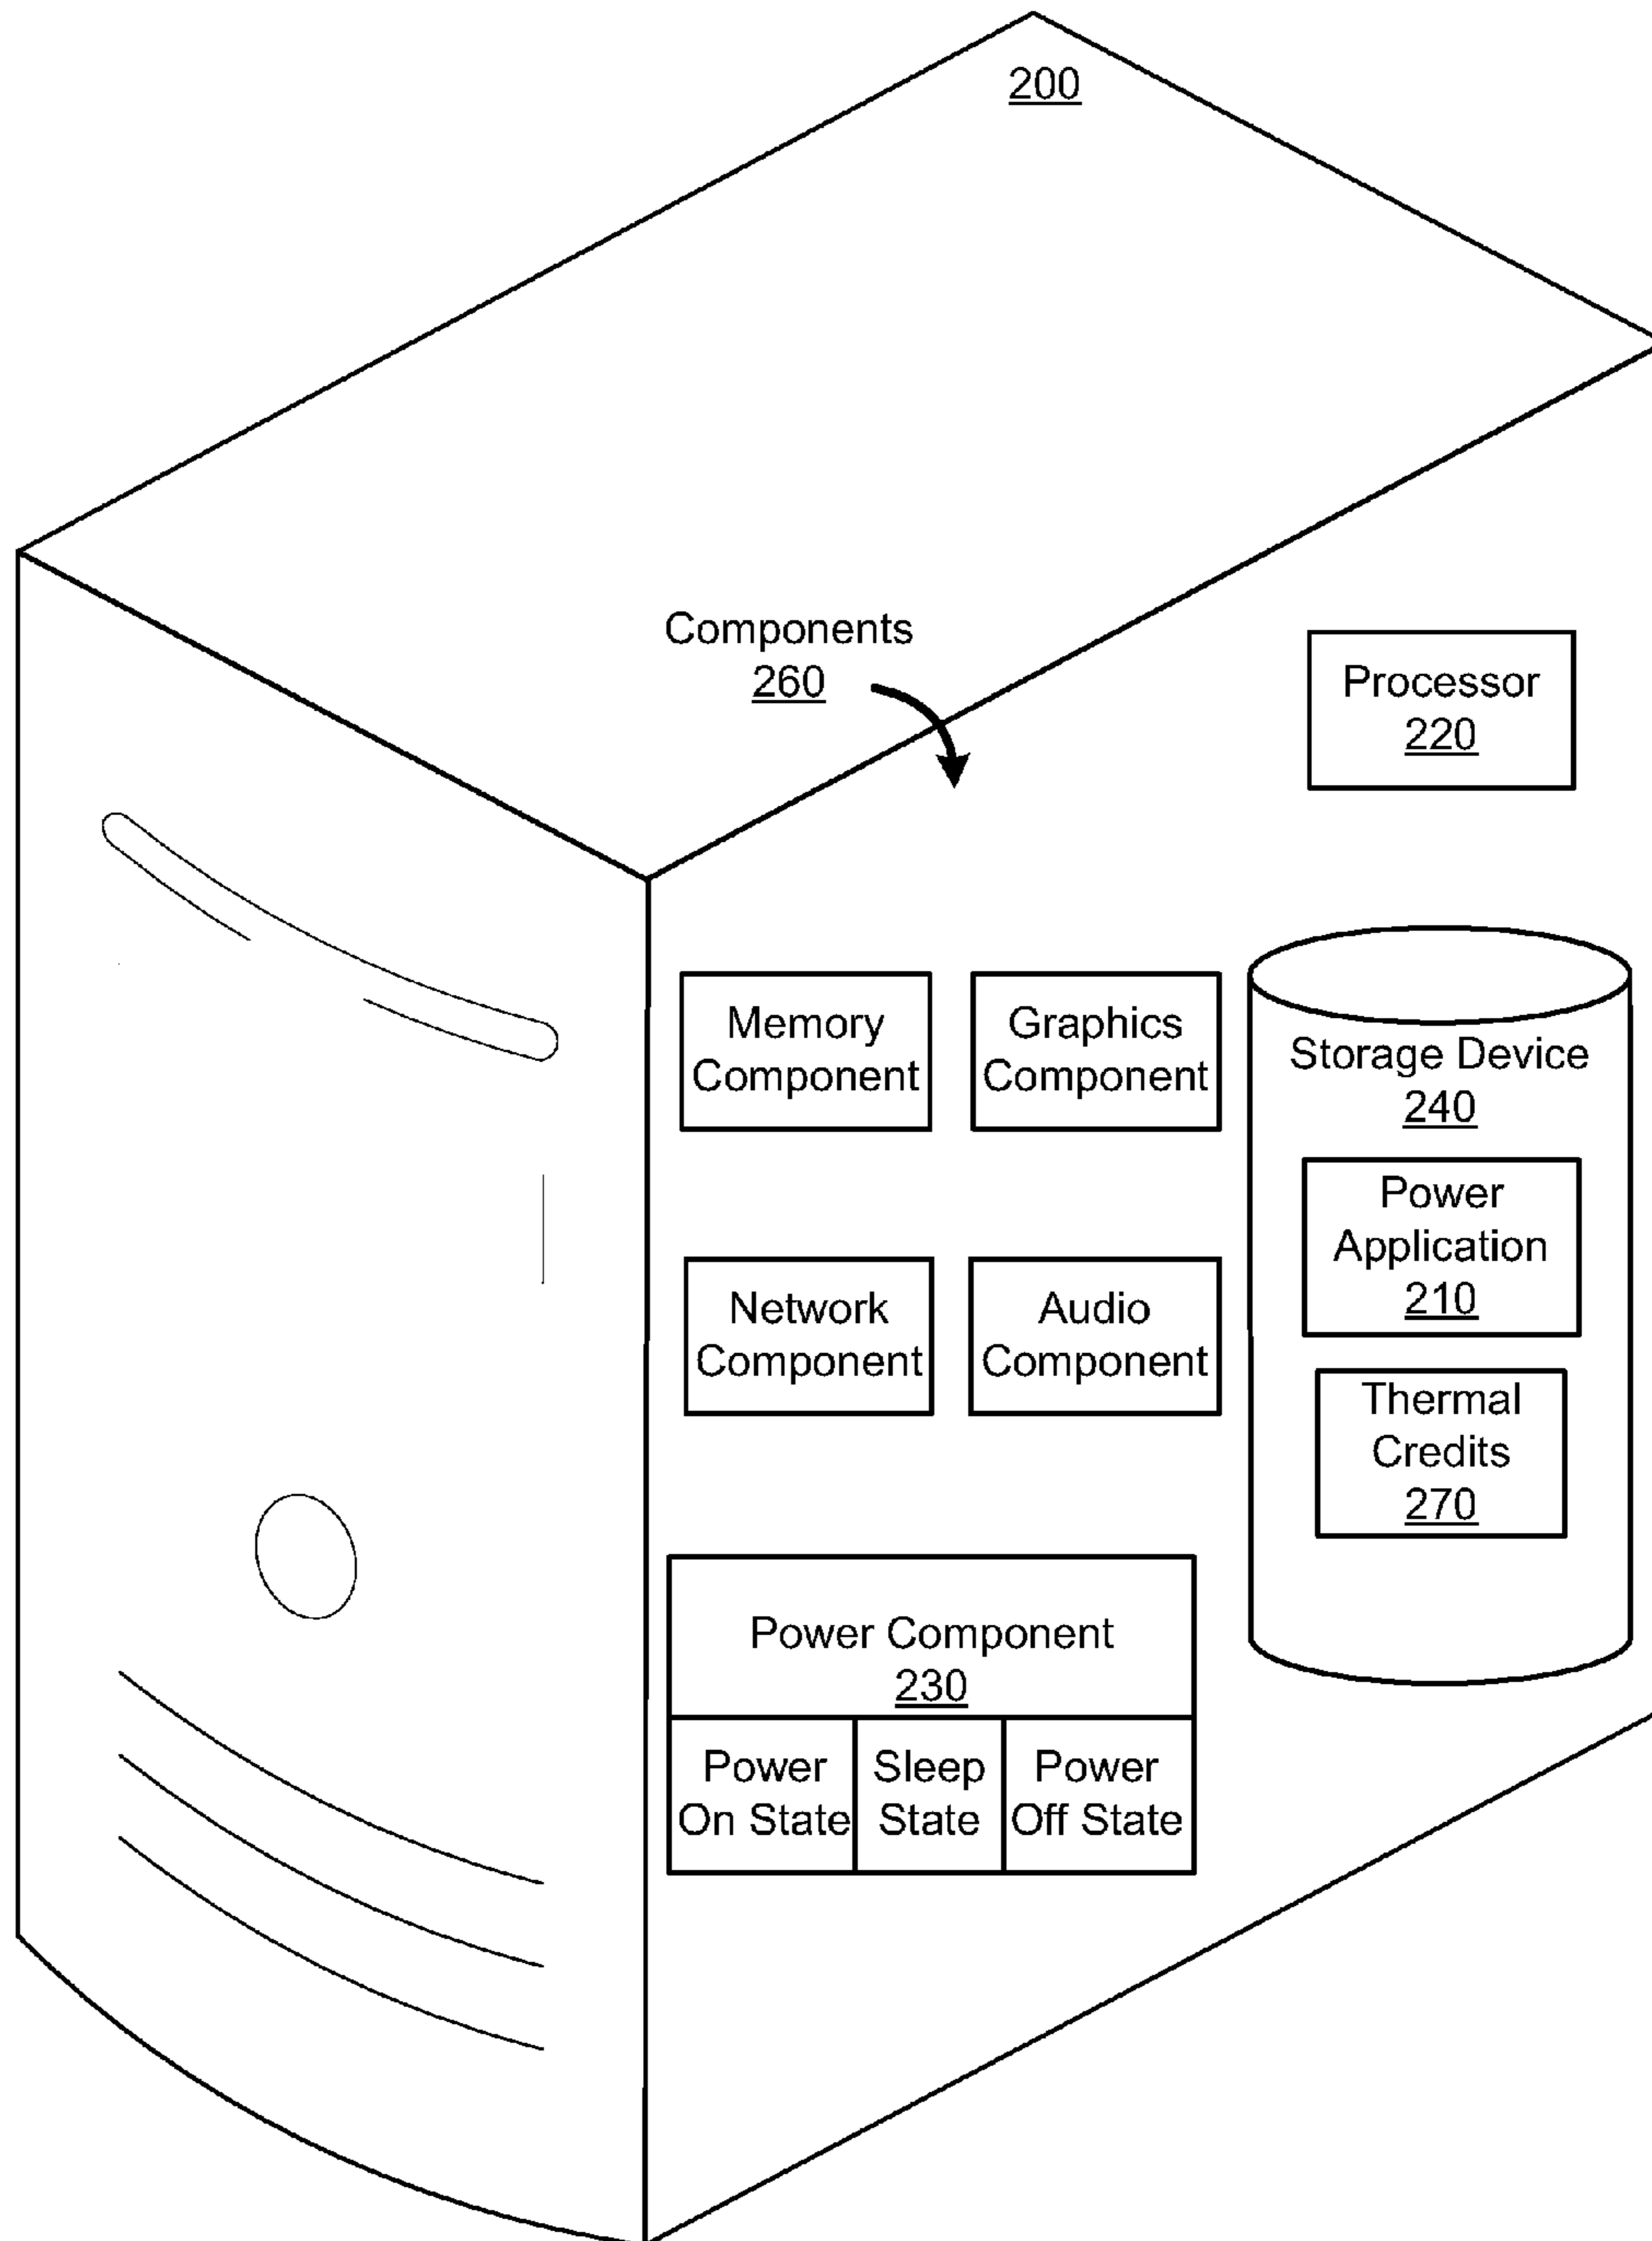 200
Components
260
Processor
220
Memory
Component
Graphics
Component
Storage Device
240
Power
Application
210
Network
Component
Audio
Component
Thermal
Credits
270
Power Component
230
Power
On State
Sleep
State
Power
Off State